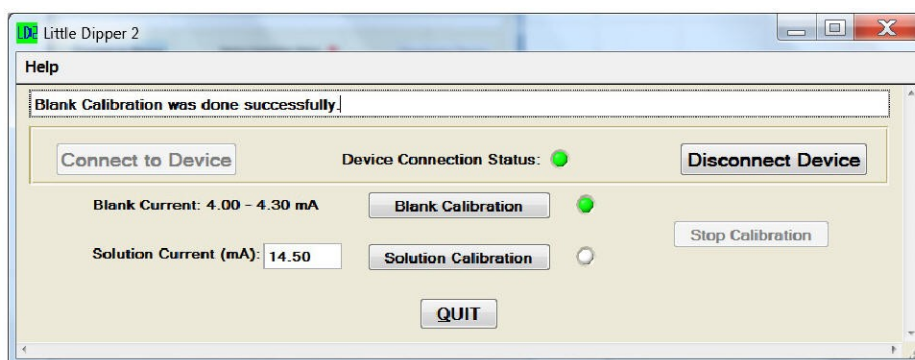 LD2 Little Dipper 2
Help
Blank Calibration was done successfully.
Connect to Device Device Connection Status: Disconnect Device
Blank Current: 4.00 - 4.30 mA Blank Calibration
Stop Calibration
Solution Current (mA): 14.50 Solution Calibration
QUIT